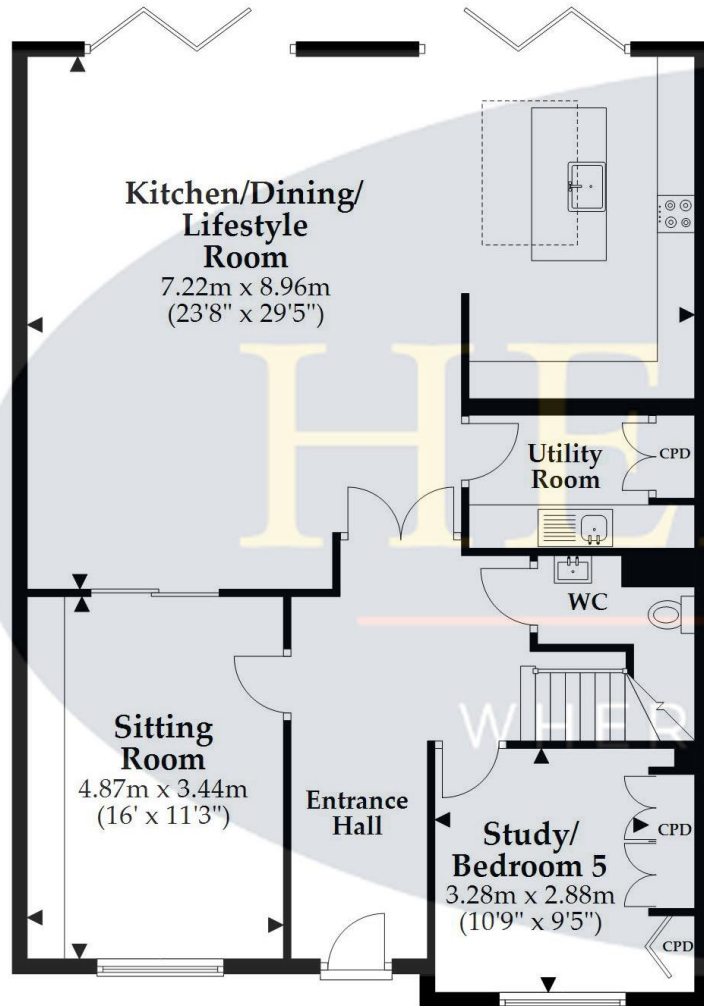 Kitchen/Dining/
Lifestyle
Room
7.22m x 8.96m
(23'8" x 29'5")
Utility
Room
CPD
WC
Sitting
Room
4.87m x 3.44m
(16' x 11'3")
Entrance
Hall
Study/
Bedroom 5
3.28m x 2.88m
(10'9" x 9'5")
CPD
CPD
HE
WHER